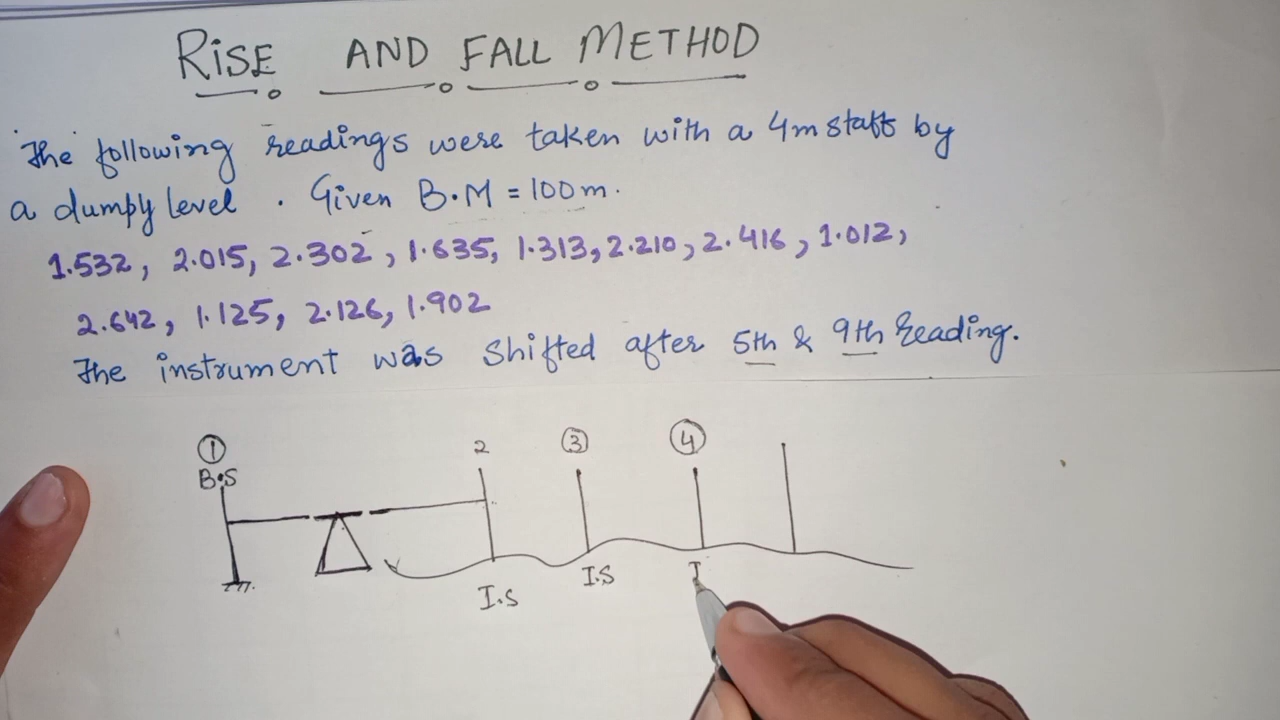 RiSE AND FALL METHOD
The following readings were taken with a 4m staff by
a dumpy level . Given B.M = 100m.
1.532, 2.015, 2.302, 1.635, 1.313, 2.210, 2.416, 1.012,
2.642, 1.125, 2.126, 1.902
The instrument was shifted after 5th & 9th reading.
1 2 3 4
B.S
I.S I.S I